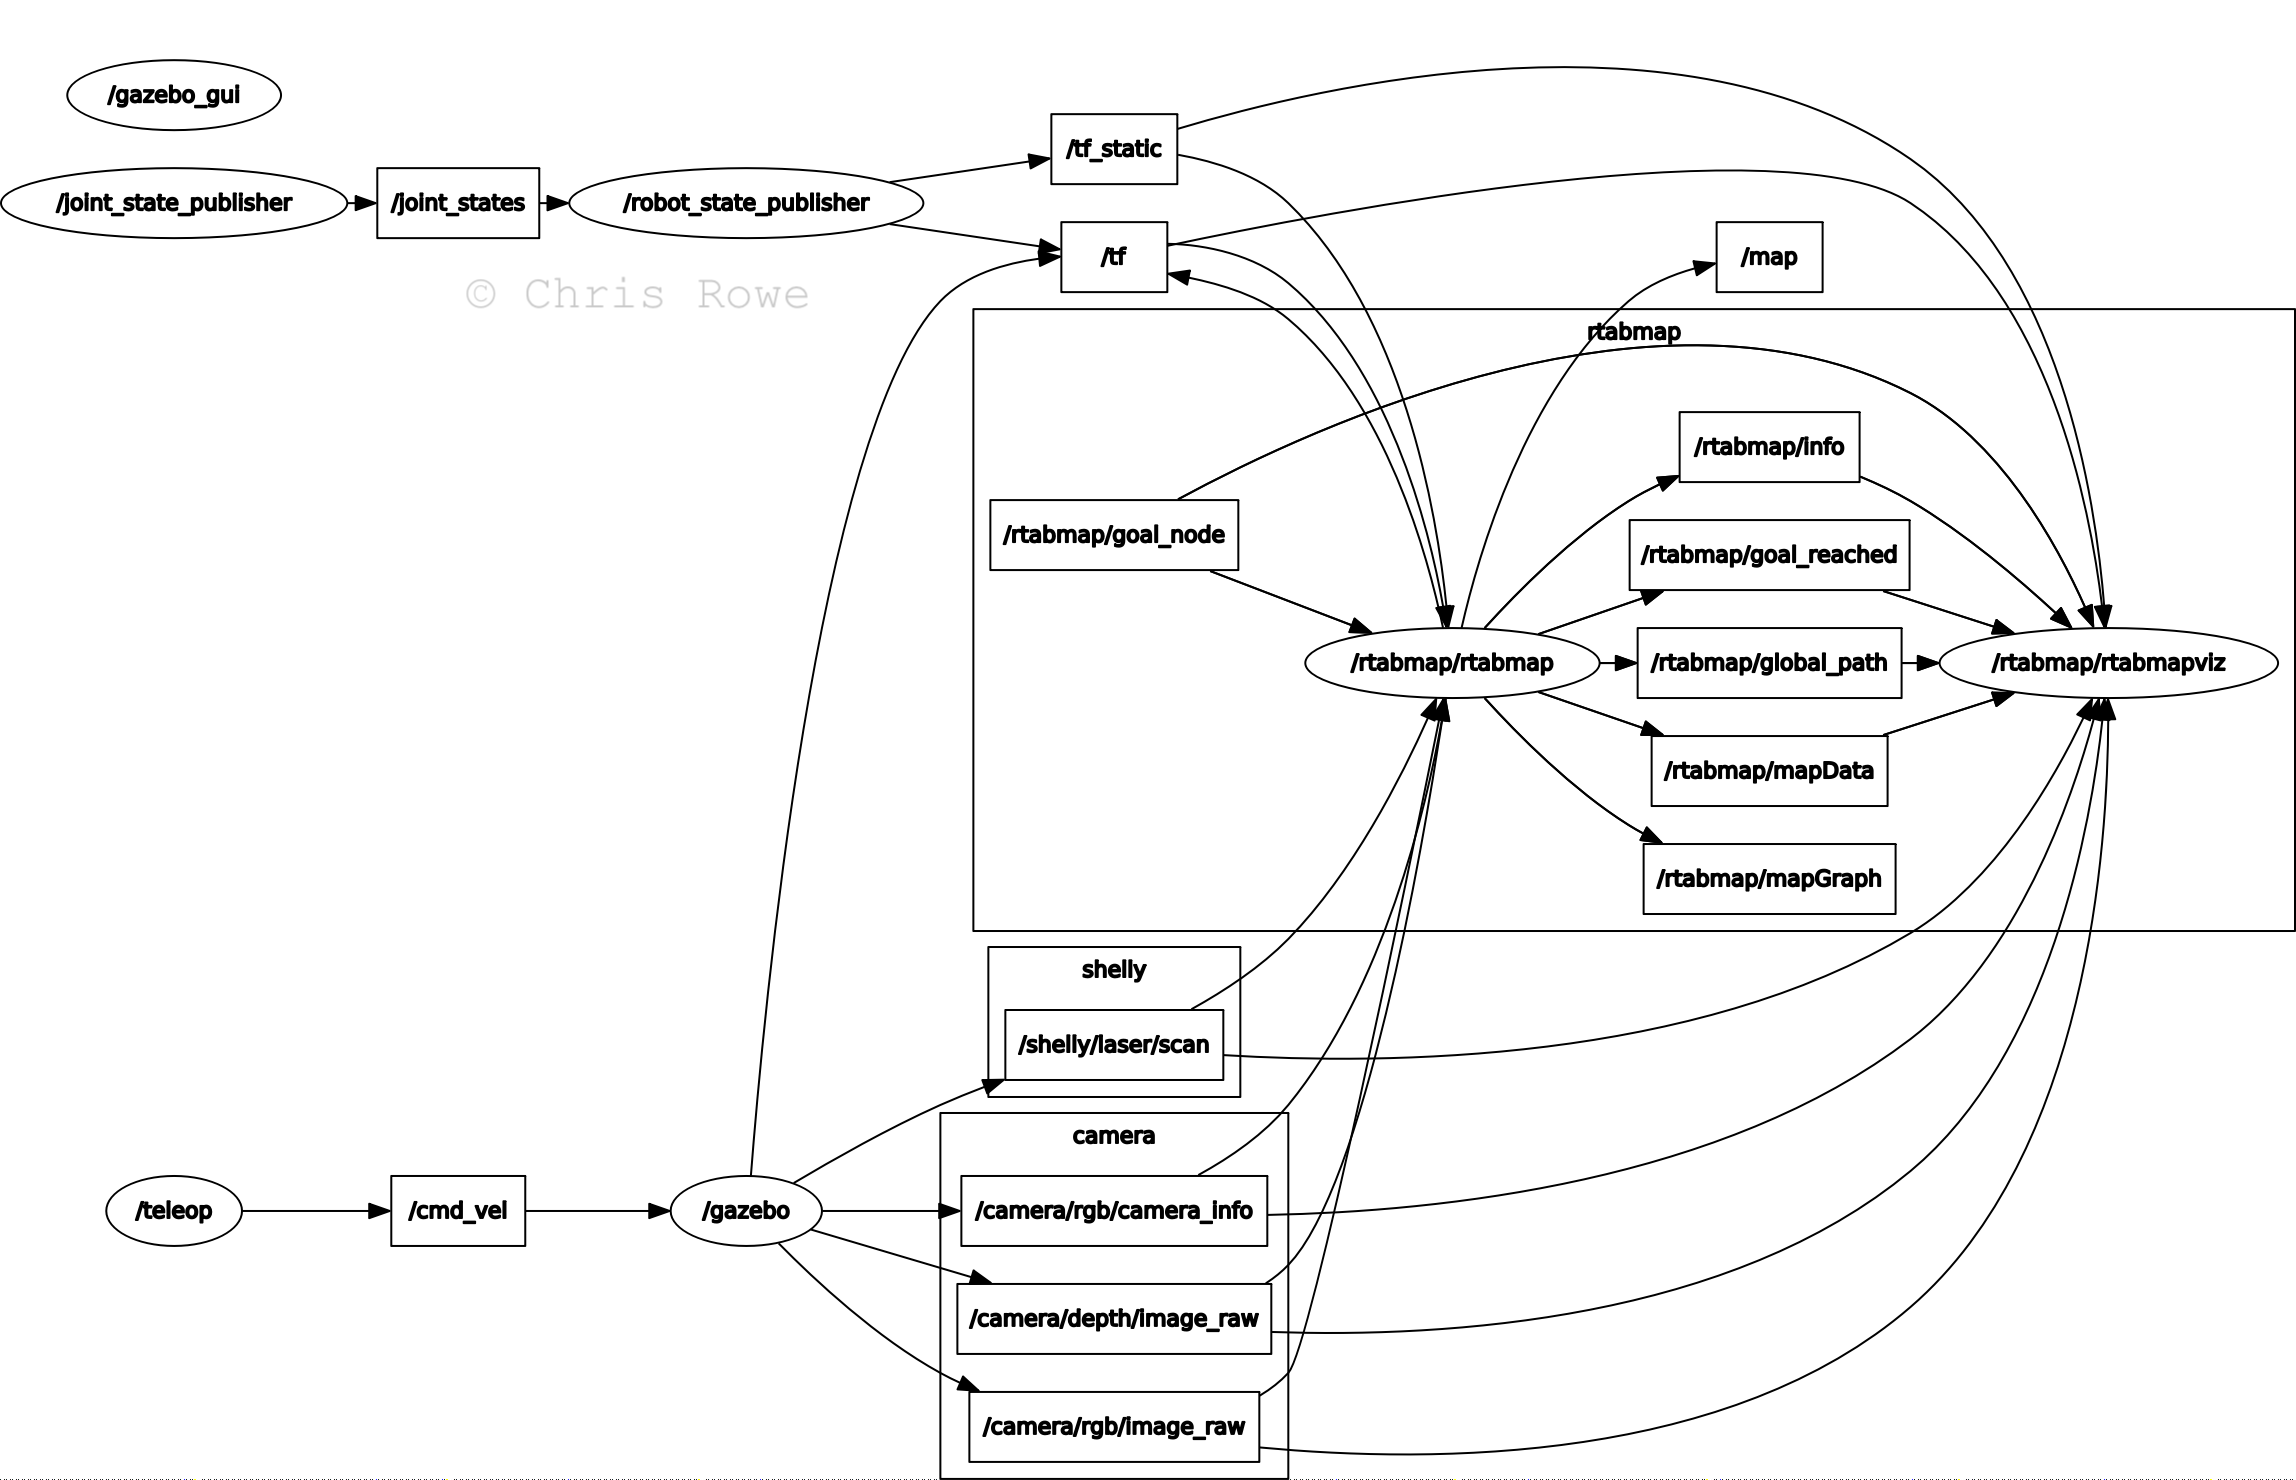 /gazebo_gui
/tf_static
/joint_state_publisher
/joint_states
/robot_state_publisher
/tf
/map
© Chris Rowe
rtabmap
/rtabmap/info
/rtabmap/goal_node
/rtabmap/goal_reached
/rtabmap/rtabmap
/rtabmap/global_path
/rtabmap/rtabmapviz
/rtabmap/mapData
/rtabmap/mapGraph
shelly
/shelly/laser/scan
camera
/teleop
/cmd_vel
/gazebo
/camera/rgb/camera_info
/camera/depth/image_raw
/camera/rgb/image_raw